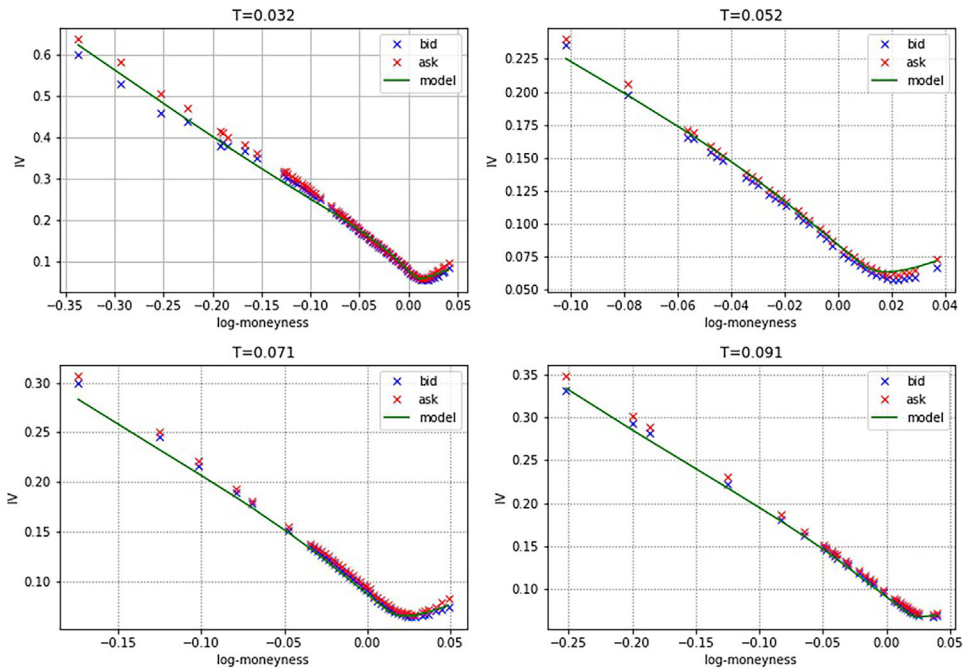 T=0.032
bid
ask
model
0.6
0.5
0.4
0.3
0.2
0.1
IV
−0.35
−0.30
−0.25
−0.20
−0.15
−0.10
−0.05
0.00
0.05
log-moneyness
T=0.052
bid
ask
model
0.225
0.200
0.175
0.150
0.125
0.100
0.075
0.050
IV
−0.10
−0.08
−0.06
−0.04
−0.02
0.00
0.02
0.04
log-moneyness
T=0.071
bid
ask
model
0.30
0.25
0.20
0.15
0.10
IV
−0.15
−0.10
−0.05
0.00
0.05
log-moneyness
T=0.091
bid
ask
model
0.35
0.30
0.25
0.20
0.15
0.10
IV
−0.25
−0.20
−0.15
−0.10
−0.05
0.00
0.05
log-moneyness